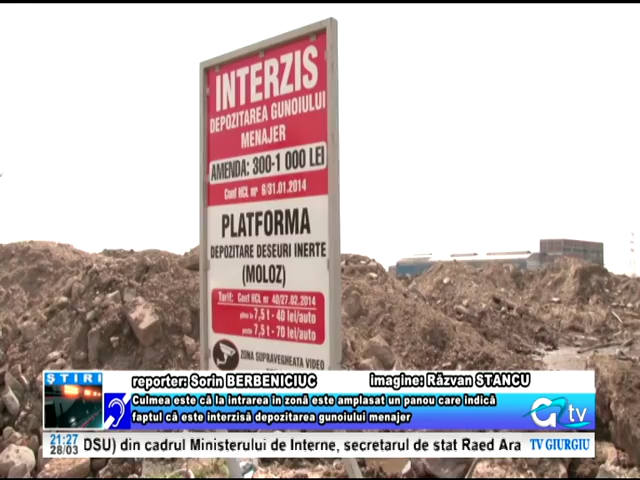 INTERZIS
DEPOZITAREA GUNOIULUI
MENAJER
AMENDA: 300-1 000 LEI
Conf HCL nr 6/31.01.2014
PLATFORMA
DEPOZITARE DESEURI INERTE
(MOLOZ)
Tarif: Conf HCL nr 40/27.02.2014
pîna la 7,5 t - 40 lei/auto
peste 7,5 t - 70 lei/auto
ZONA SUPRAVEGHEATA VIDEO
ŞTIRI
reporter: Sorin BERBENICIUC
imagine: Răzvan STANCU
Culmea este că la intrarea în zonă este amplasat un panou care indică
faptul că este interzisă depozitarea gunoiului menajer
G tv
21:27
28/03
DSU) din cadrul Ministerului de Interne, secretarul de stat Raed Ara
TV GIURGIU